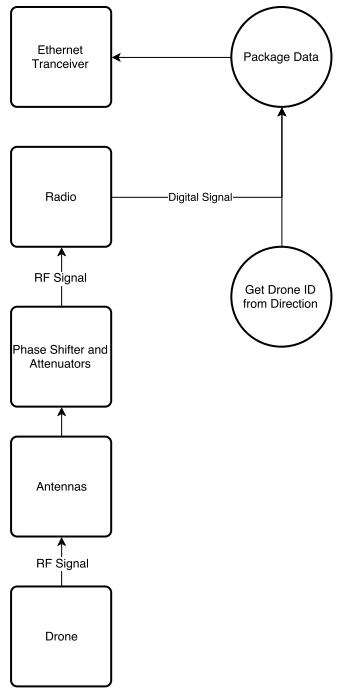 Ethernet
Tranceiver
Package Data
Radio
Digital Signal
RF Signal
Get Drone ID
from Direction
Phase Shifter and
Attenuators
Antennas
RF Signal
Drone